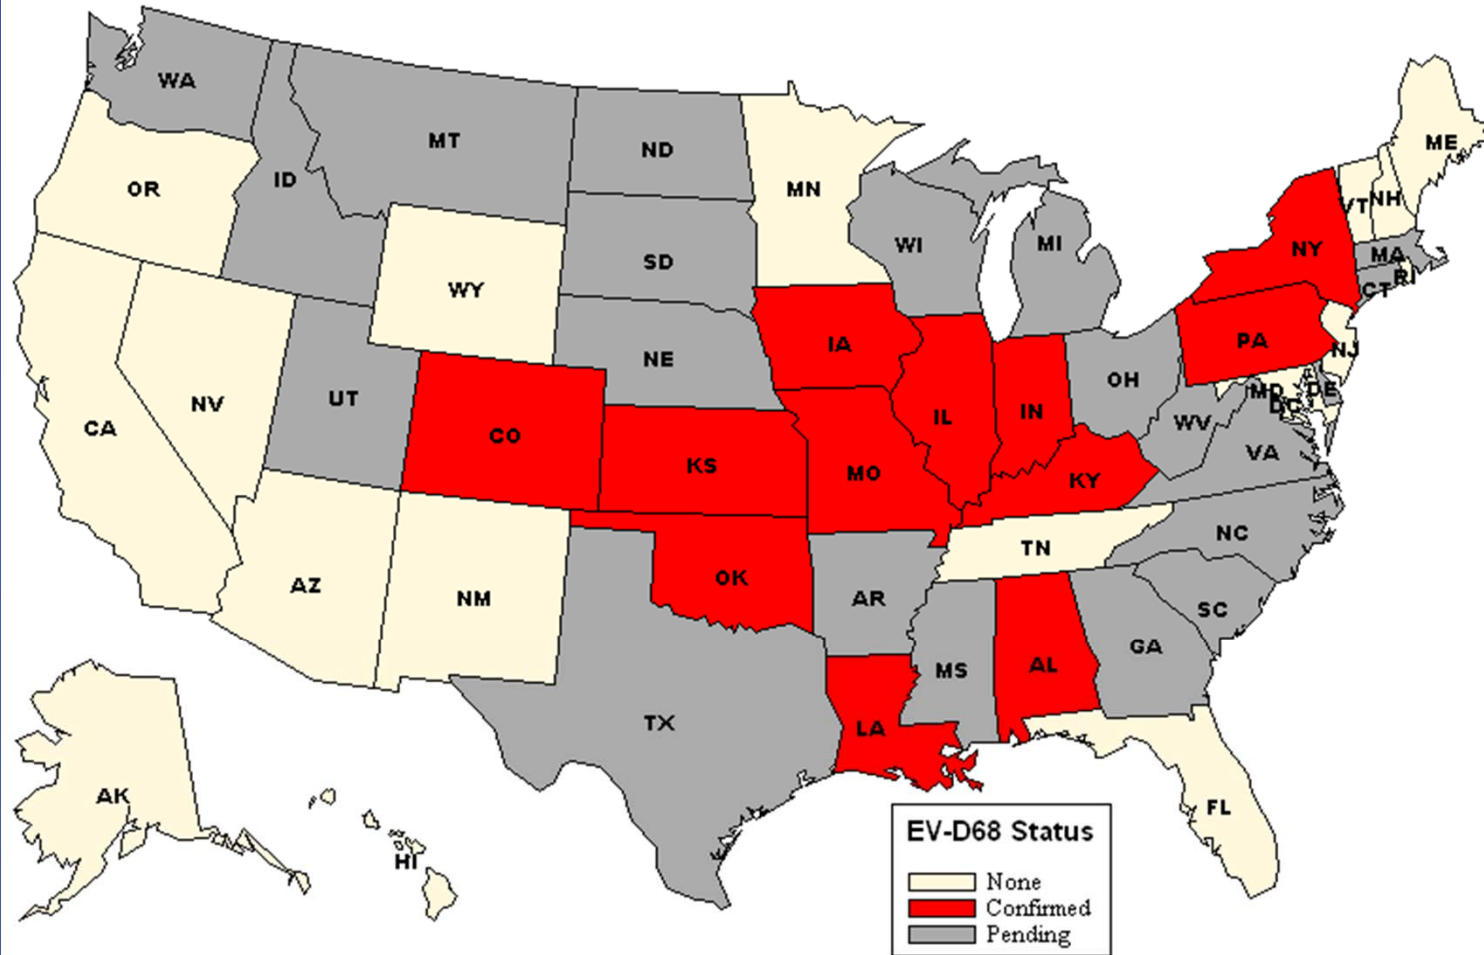 WA
MT
ND
MN
ME
OR
ID
VT
NH
WI
MI
NY
MA
SD
RI
CT
WY
IA
PA
NJ
NE
OH
MD
DE
DC
UT
NV
CA
IL
IN
WV
CO
VA
KS
MO
KY
NC
TN
OK
AZ
NM
AR
SC
GA
MS
AL
TX
LA
AK
FL
HI
EV-D68 Status
None
Confirmed
Pending